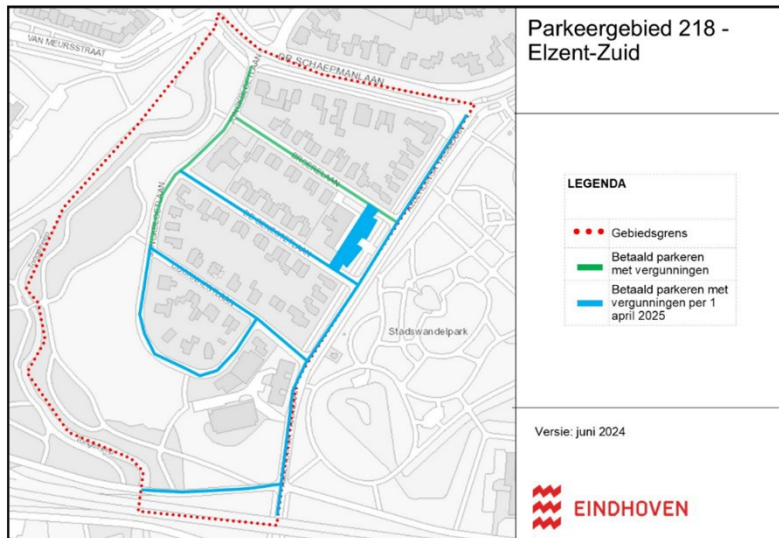 Parkeergebied 218 -
Elzent-Zuid
VAN MEURSSTRAAT
DR SCHAEPMANLAAN
Stadswandelpark
LEGENDA
Gebiedsgrens
Betaald parkeren
met vergunningen
Betaald parkeren met
vergunningen per 1
april 2025
Versie: juni 2024
EINDHOVEN